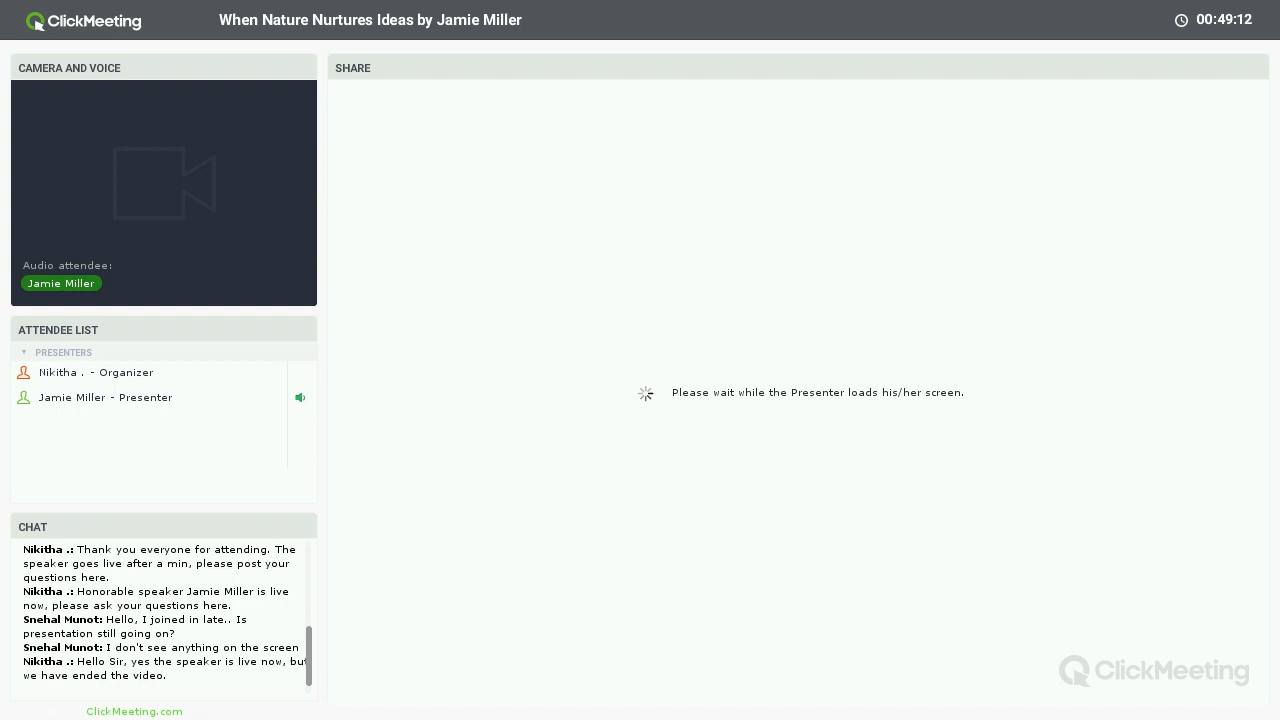 ClickMeeting
When Nature Nurtures Ideas by Jamie Miller
00:49:12
CAMERA AND VOICE
Audio attendee:
Jamie Miller
ATTENDEE LIST
PRESENTERS
Nikitha . - Organizer
Jamie Miller - Presenter
CHAT
Nikitha .: Thank you everyone for attending. The
speaker goes live after a min, please post your
questions here.
Nikitha .: Honorable speaker Jamie Miller is live
now, please ask your questions here.
Snehal Munot: Hello, I joined in late.. Is
presentation still going on?
Snehal Munot: I don't see anything on the screen
Nikitha .: Hello Sir, yes the speaker is live now, but
we have ended the video.
ClickMeeting.com
SHARE
Please wait while the Presenter loads his/her screen.
ClickMeeting